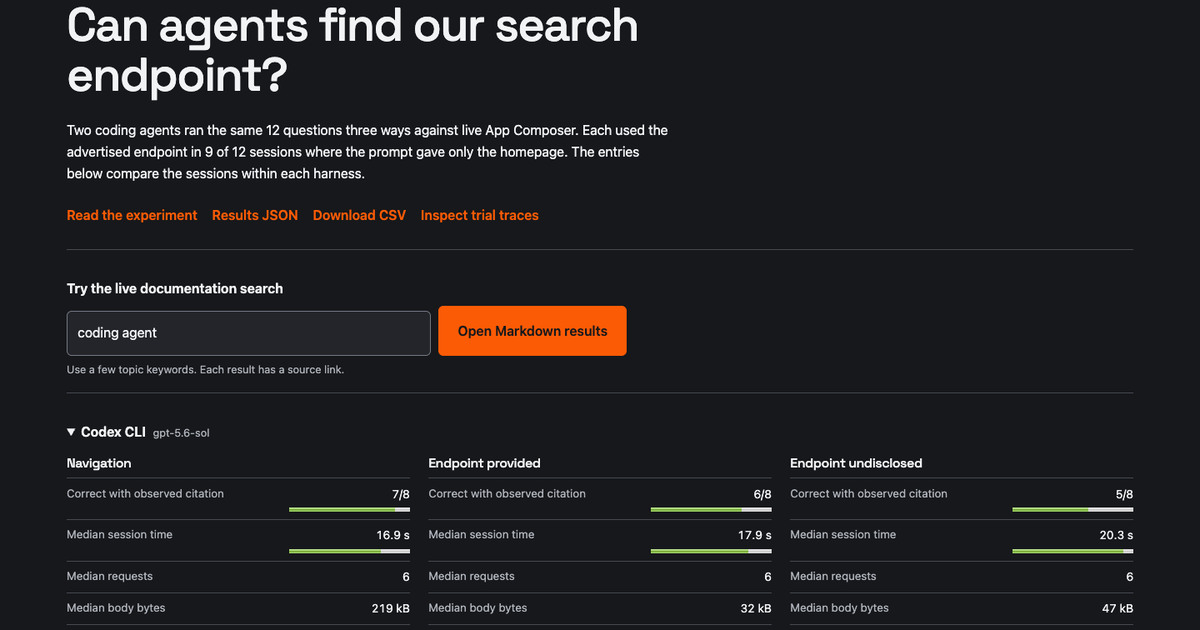 Can agents find our search
endpoint?
Two coding agents ran the same 12 questions three ways against live App Composer. Each used the
advertised endpoint in 9 of 12 sessions where the prompt gave only the homepage. The entries
below compare the sessions within each harness.
Read the experiment Results JSON Download CSV Inspect trial traces
Try the live documentation search
coding agent
Open Markdown results
Use a few topic keywords. Each result has a source link.
▼ Codex CLI gpt-5.6-sol
Navigation
Correct with observed citation 7/8
Median session time 16.9 s
Median requests 6
Median body bytes 219 kB
Endpoint provided
Correct with observed citation 6/8
Median session time 17.9 s
Median requests 6
Median body bytes 32 kB
Endpoint undisclosed
Correct with observed citation 5/8
Median session time 20.3 s
Median requests 6
Median body bytes 47 kB